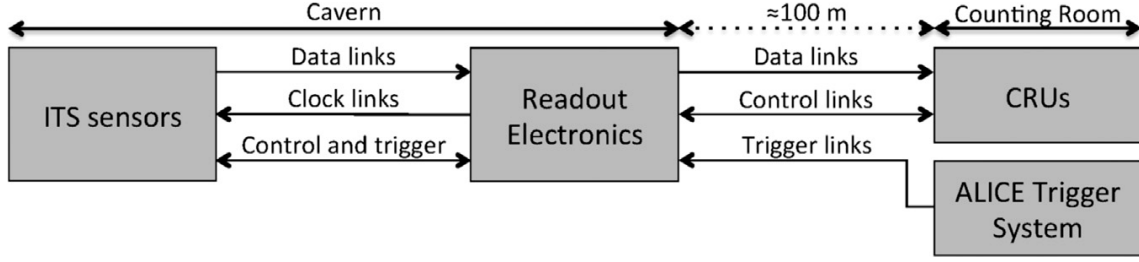 Cavern
≈100 m
Counting Room
ITS sensors
Data links
Clock links
Control and trigger
Readout
Electronics
Data links
Control links
Trigger links
CRUs
ALICE Trigger
System